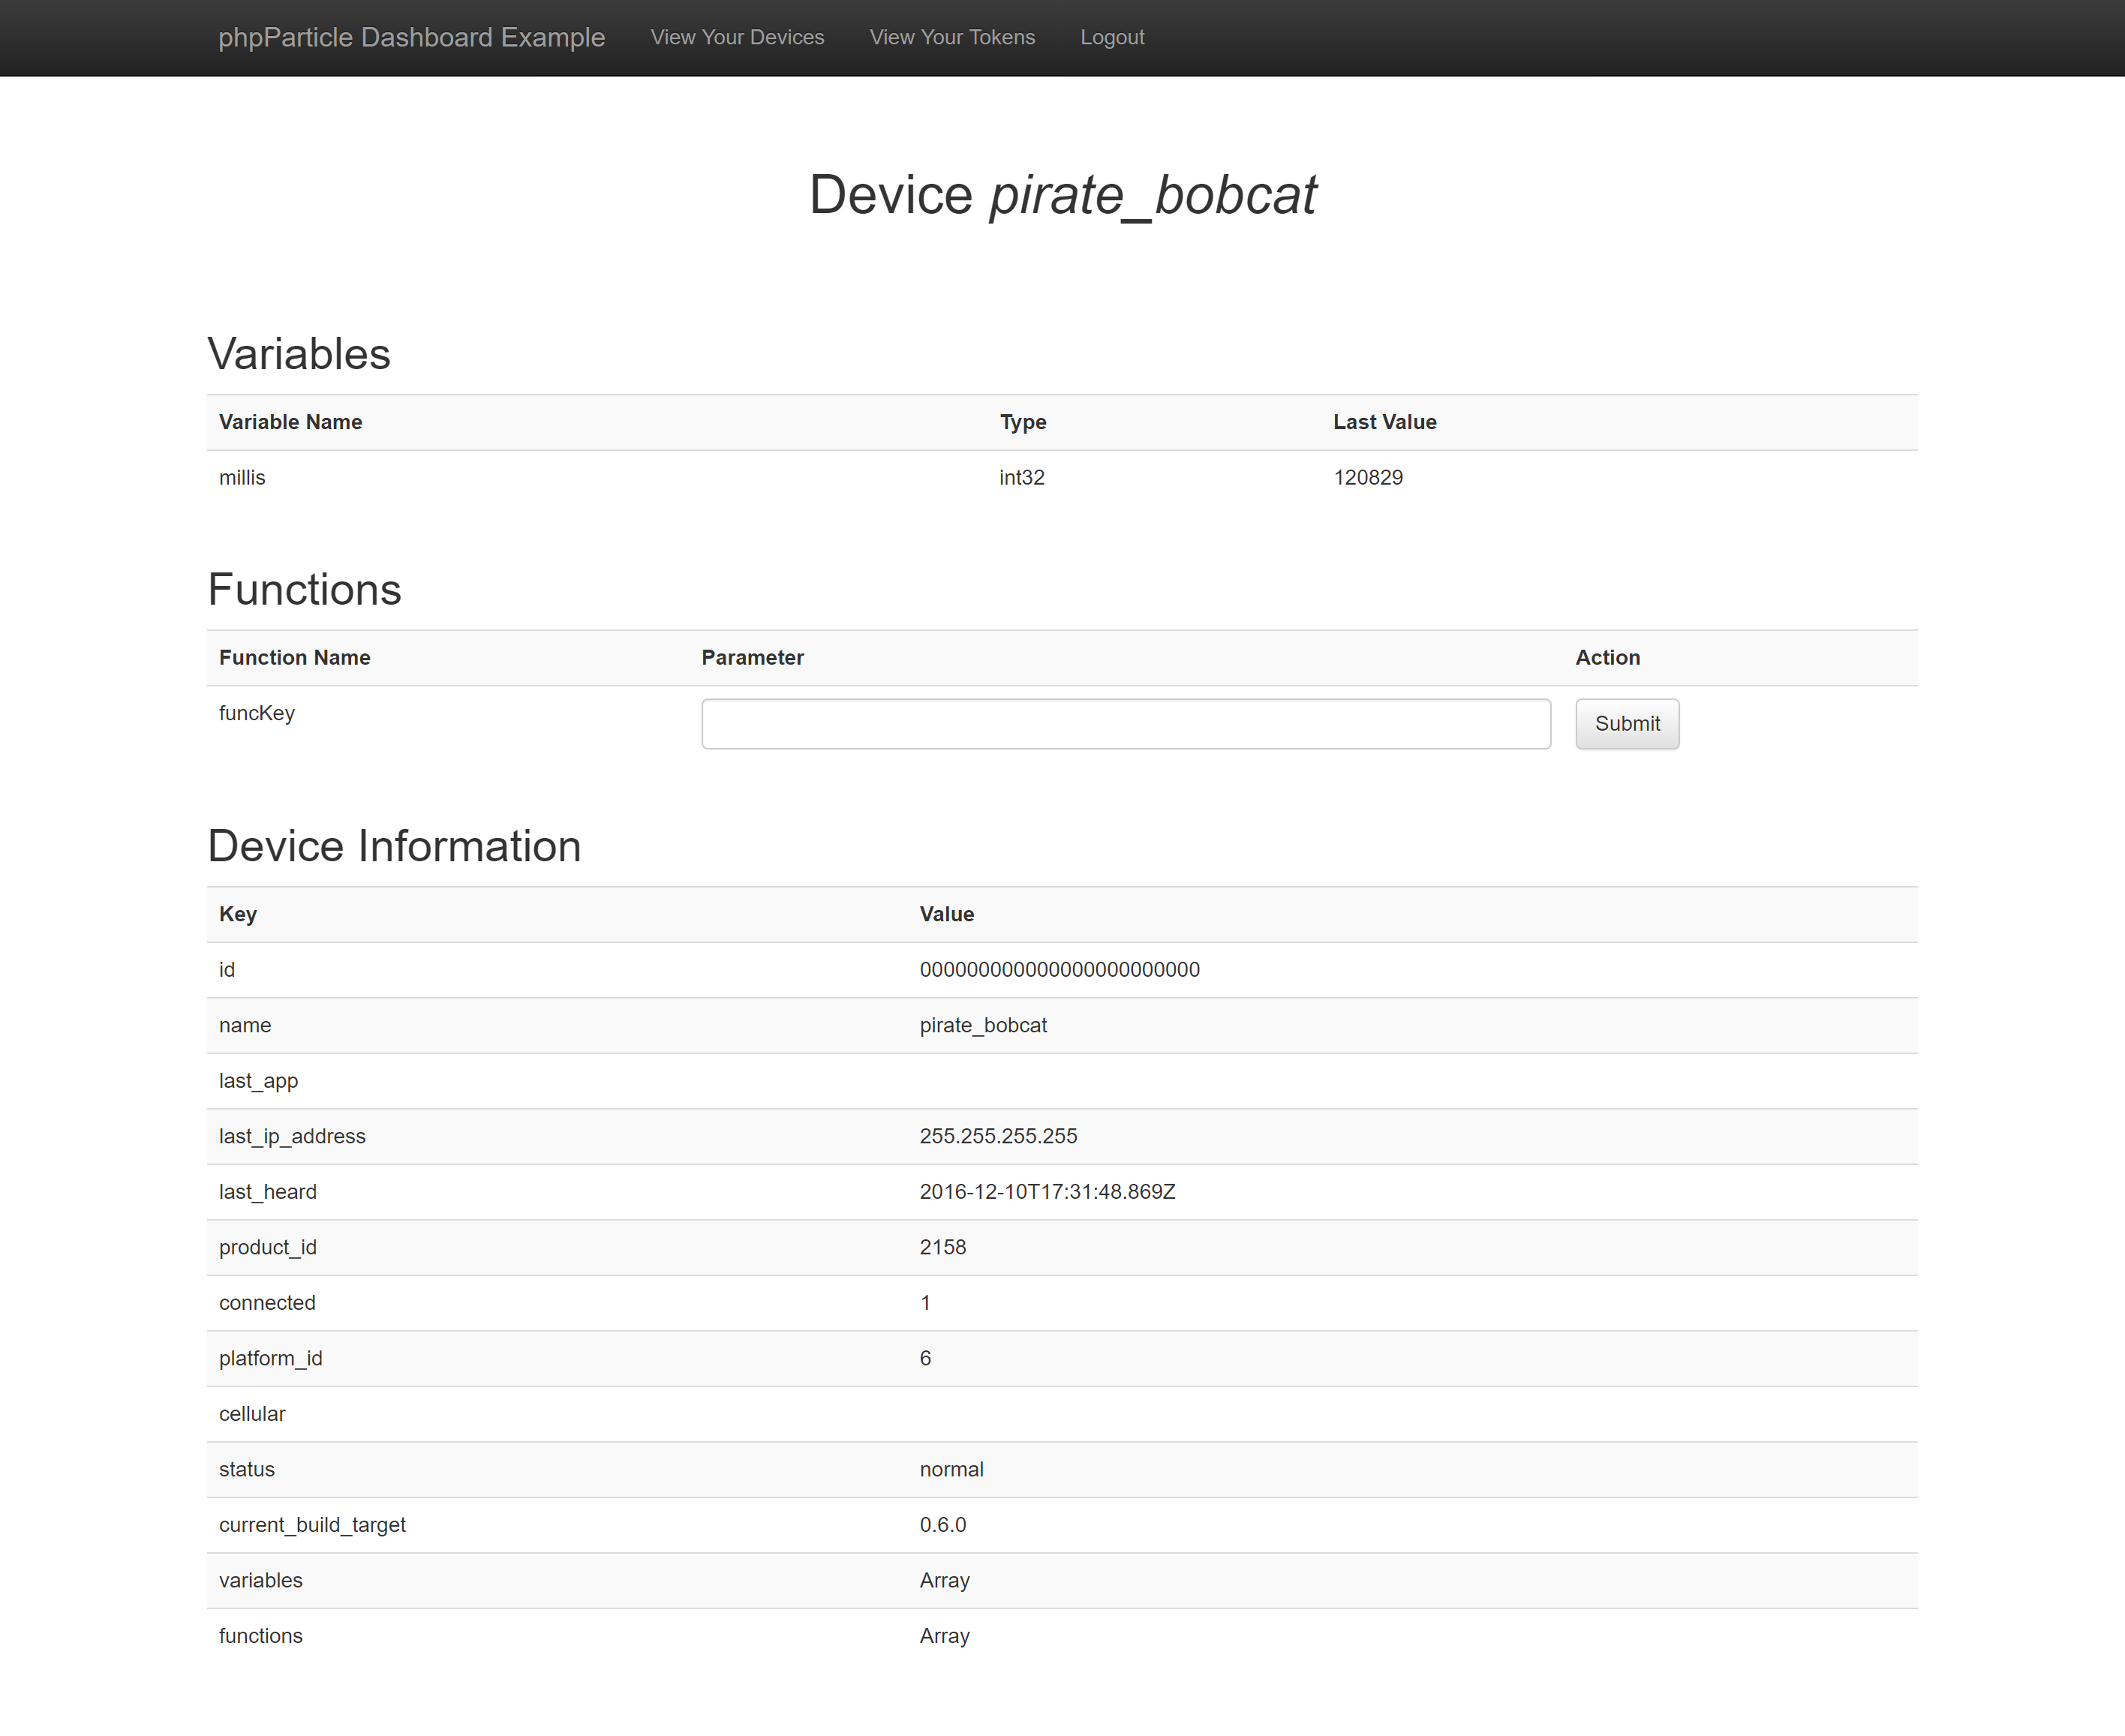 phpParticle Dashboard Example View Your Devices View Your Tokens Logout
Device pirate_bobcat
Variables
Variable Name Type Last Value
millis int32 120829
Functions
Function Name Parameter Action
funcKey Submit
Device Information
Key Value
id 000000000000000000000000
name pirate_bobcat
last_app
last_ip_address 255.255.255.255
last_heard 2016-12-10T17:31:48.869Z
product_id 2158
connected 1
platform_id 6
cellular
status normal
current_build_target 0.6.0
variables Array
functions Array